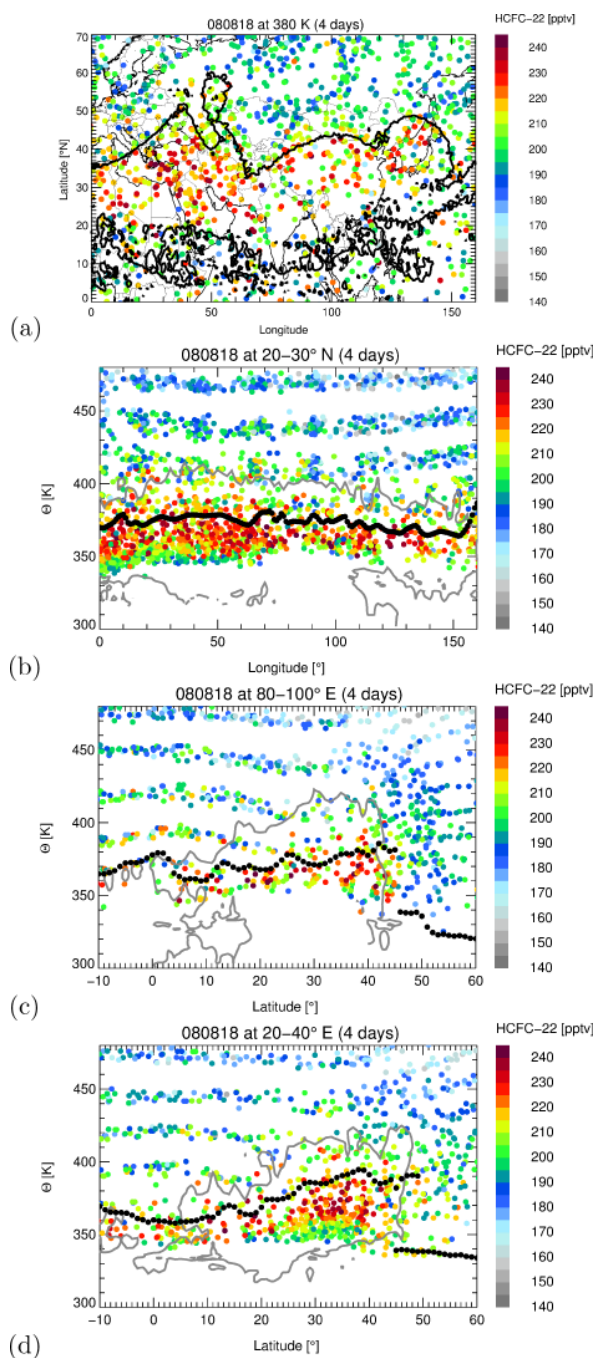 080818 at 380 K (4 days)
HCFC-22 [pptv]
70
60
50
40
30
20
10
0
Latitude [°N]
0 50 100 150
Longitude
240
230
220
210
200
190
180
170
160
150
140
(a)
080818 at 20-30° N (4 days)
HCFC-22 [pptv]
450
400
350
300
Θ [K]
0 50 100 150
Longitude [°]
240
230
220
210
200
190
180
170
160
150
140
(b)
080818 at 80-100° E (4 days)
HCFC-22 [pptv]
450
400
350
300
Θ [K]
-10 0 10 20 30 40 50 60
Latitude [°]
240
230
220
210
200
190
180
170
160
150
140
(c)
080818 at 20-40° E (4 days)
HCFC-22 [pptv]
450
400
350
300
Θ [K]
-10 0 10 20 30 40 50 60
Latitude [°]
240
230
220
210
200
190
180
170
160
150
140
(d)